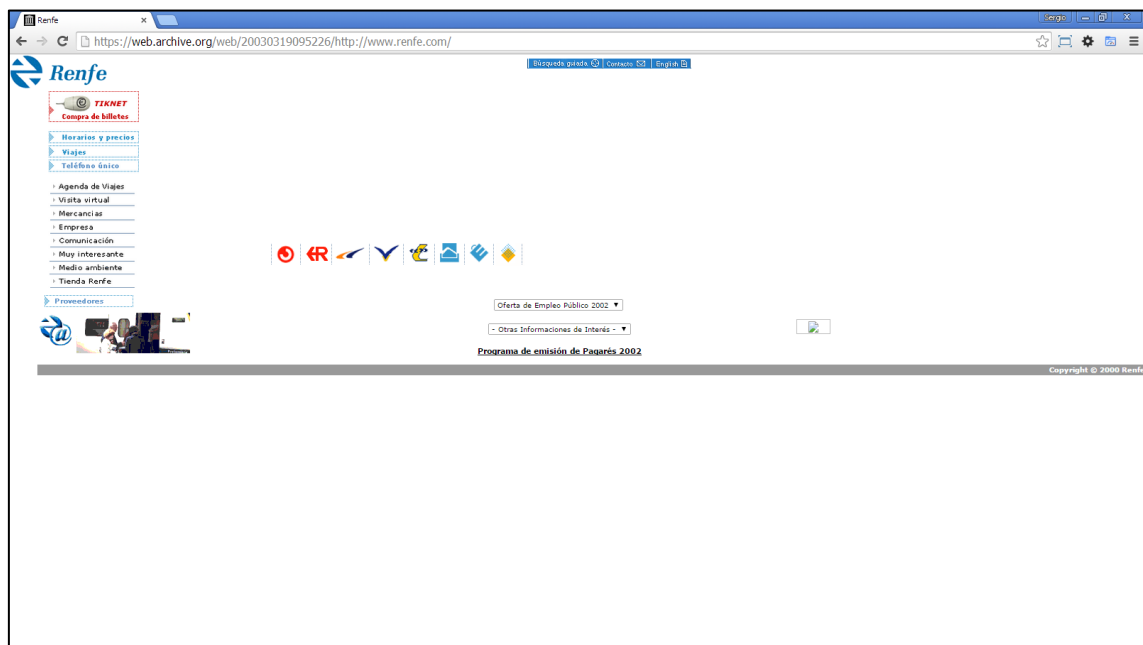 Renfe
Sergio
https://web.archive.org/web/20030319095226/http://www.renfe.com/
Renfe
Búsqueda guiada | Contacto | English
TIKNET
Compra de billetes
Horarios y precios
Viajes
Teléfono único
Agenda de Viajes
Visita virtual
Mercancias
Empresa
Comunicación
Muy interesante
Medio ambiente
Tienda Renfe
Proveedores
Oferta de Empleo Público 2002
- Otras Informaciones de Interés -
Programa de emisión de Pagarés 2002
Copyright © 2000 Renfe